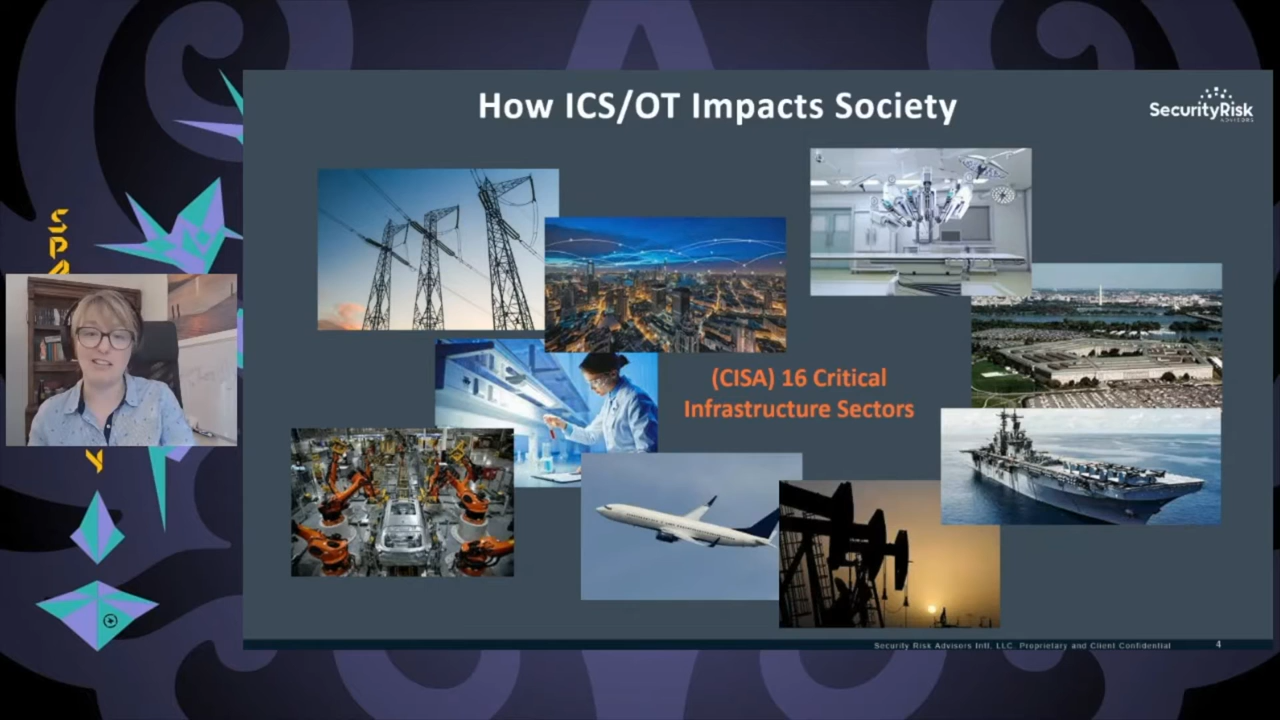 How ICS/OT Impacts Society
SecurityRisk
ADVISORS
(CISA) 16 Critical
Infrastructure Sectors
Security Risk Advisors Intl, LLC. Proprietary and Client Confidential
4